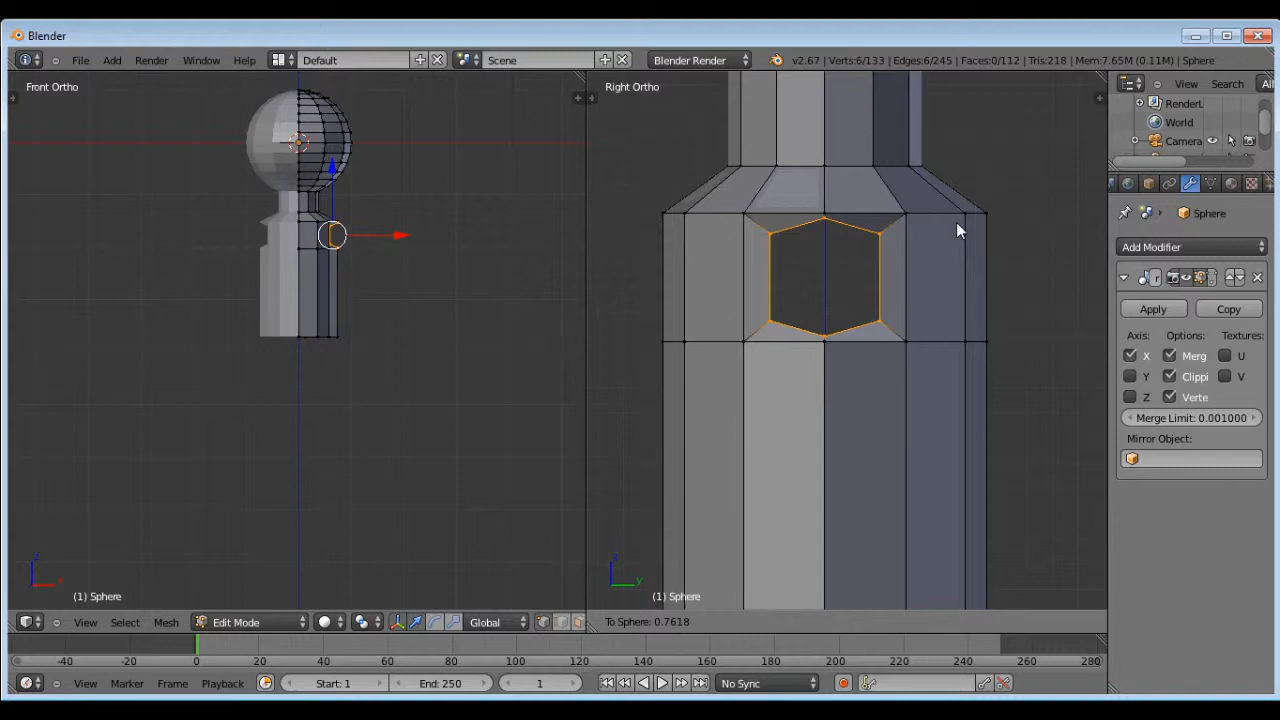 Blender
File Add Render Window Help Default Scene Blender Render v2.67 | Verts:6/133 | Edges:6/245 | Faces:0/112 | Tris:218 | Mem:7.65M (0.11M) | Sphere
Front Ortho
Right Ortho
View Search All
RenderL
World
Camera
Sphere
Add Modifier
Apply Copy
Axis: Options: Textures:
X Merg U
Y Clippi V
Z Verte
Merge Limit: 0.001000
Mirror Object:
z
x
(1) Sphere
z
y
(1) Sphere
View Select Mesh Edit Mode Global To Sphere: 0.7618
-40 -20 0 20 40 60 80 100 120 140 160 180 200 220 240 260 280
View Marker Frame Playback Start: 1 End: 250 1 No Sync